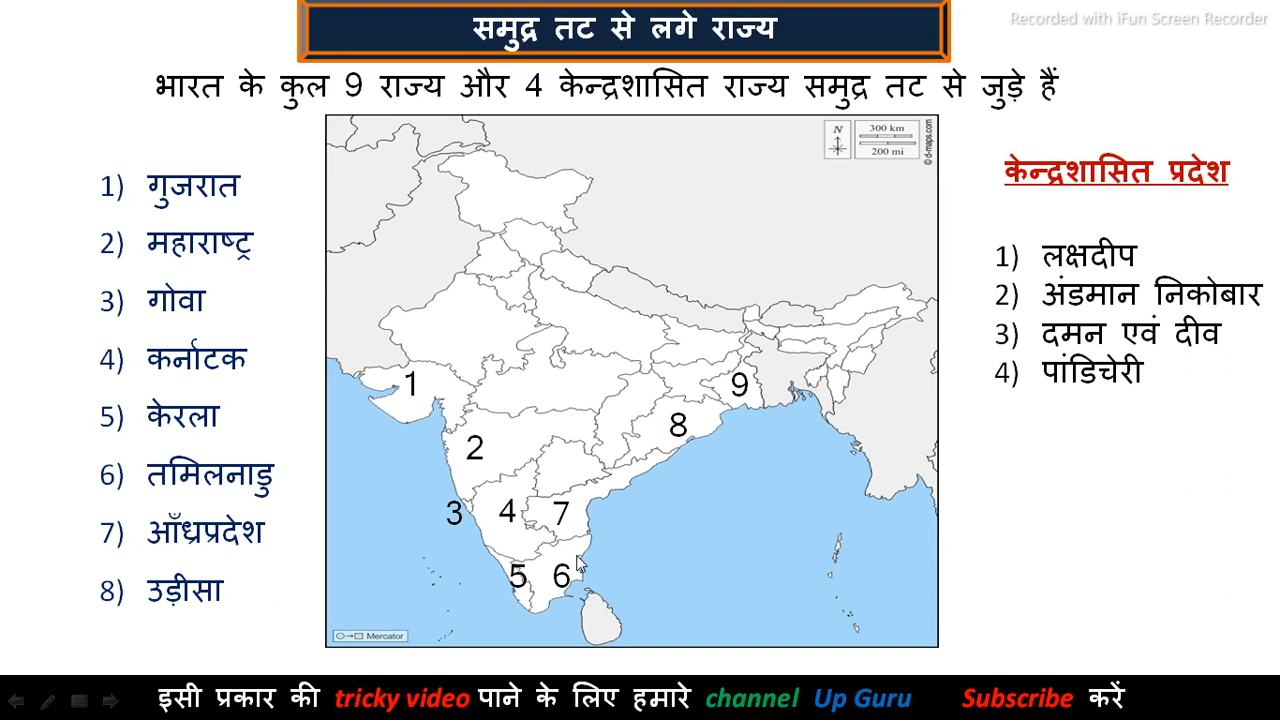 Recorded with iFun Screen Recorder
समुद्र तट से लगे राज्य
भारत के कुल 9 राज्य और 4 केन्द्रशासित राज्य समुद्र तट से जुड़े हैं
1) गुजरात
2) महाराष्ट्र
3) गोवा
4) कर्नाटक
5) केरला
6) तमिलनाडु
7) आँध्रप्रदेश
8) उड़ीसा
N
300 km
200 mi
© d-maps.com
1
2
3
4
5
6
7
8
9
Mercator
केन्द्रशासित प्रदेश
1) लक्षदीप
2) अंडमान निकोबार
3) दमन एवं दीव
4) पांडिचेरी
इसी प्रकार की tricky video पाने के लिए हमारे channel Up Guru Subscribe करें